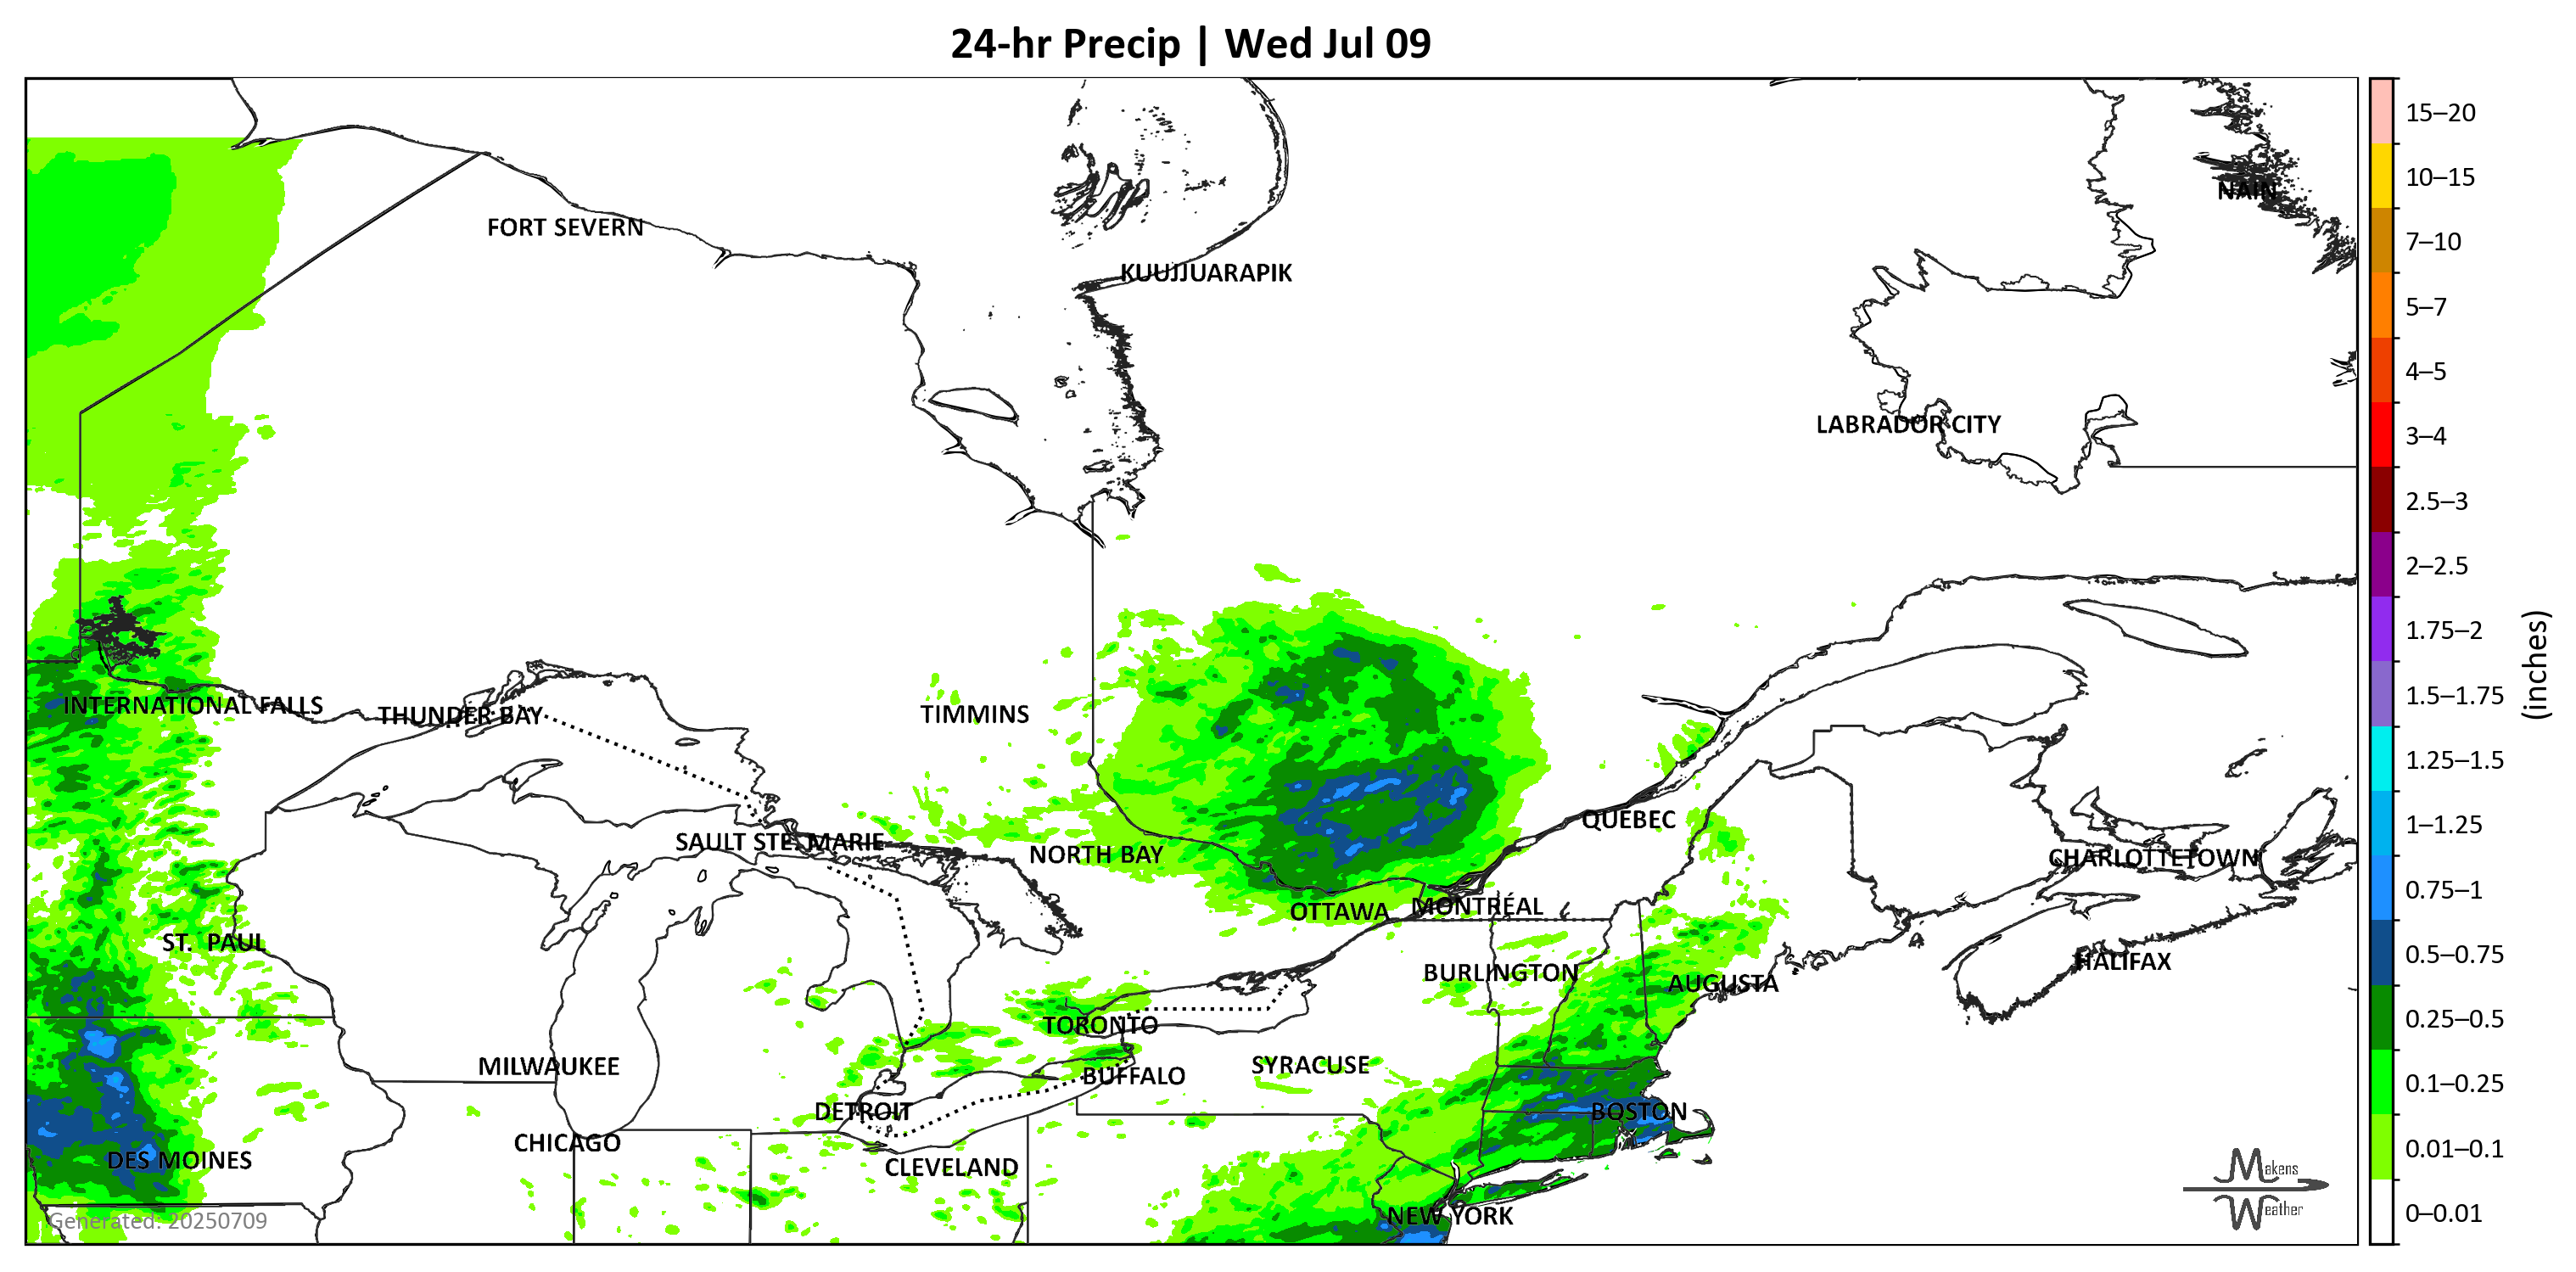 24-hr Precip | Wed Jul 09
15–20
10–15
7–10
5–7
4–5
3–4
2.5–3
2–2.5
1.75–2
1.5–1.75
1.25–1.5
1–1.25
0.75–1
0.5–0.75
0.25–0.5
0.1–0.25
0.01–0.1
0–0.01
(inches)
NAIN
FORT SEVERN
KUUJJUARAPIK
LABRADOR CITY
INTERNATIONAL FALLS
THUNDER BAY
TIMMINS
QUÉBEC
SAULT STE. MARIE
NORTH BAY
CHARLOTTETOWN
OTTAWA
MONTRÉAL
ST. PAUL
HALIFAX
BURLINGTON
AUGUSTA
TORONTO
MILWAUKEE
SYRACUSE
BUFFALO
DETROIT
BOSTON
CHICAGO
DES MOINES
CLEVELAND
NEW YORK
Generated: 20250709
Makens
Weather